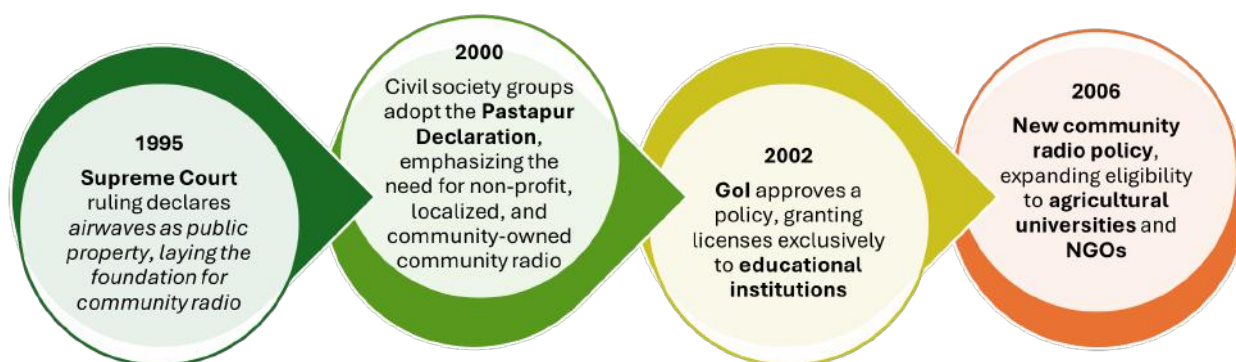 1995
Supreme Court
ruling declares
airwaves as public
property, laying the
foundation for
community radio
2000
Civil society groups
adopt the Pastapur
Declaration,
emphasizing the
need for non-profit,
localized, and
community-owned
community radio
2002
GoI approves a
policy, granting
licenses exclusively
to educational
institutions
2006
New community
radio policy,
expanding eligibility
to agricultural
universities and
NGOs